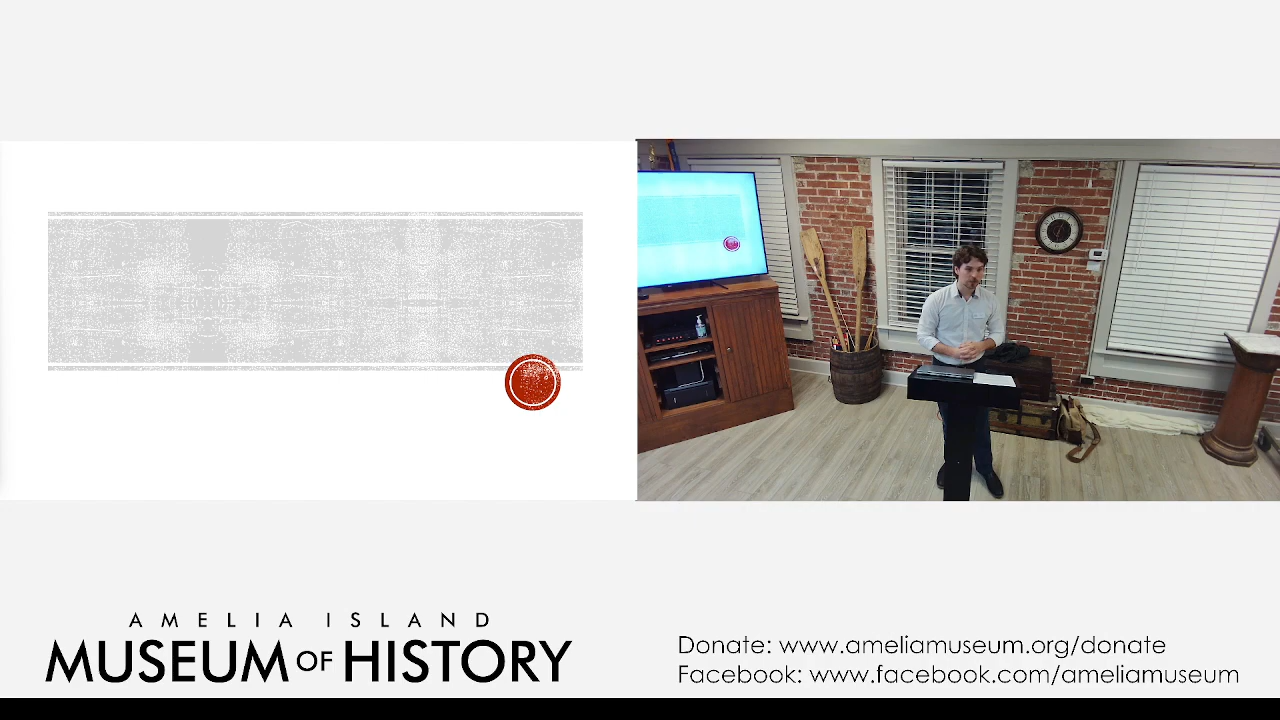 AMELIA ISLAND
MUSEUM OF HISTORY
Donate: www.ameliamuseum.org/donate
Facebook: www.facebook.com/ameliamuseum